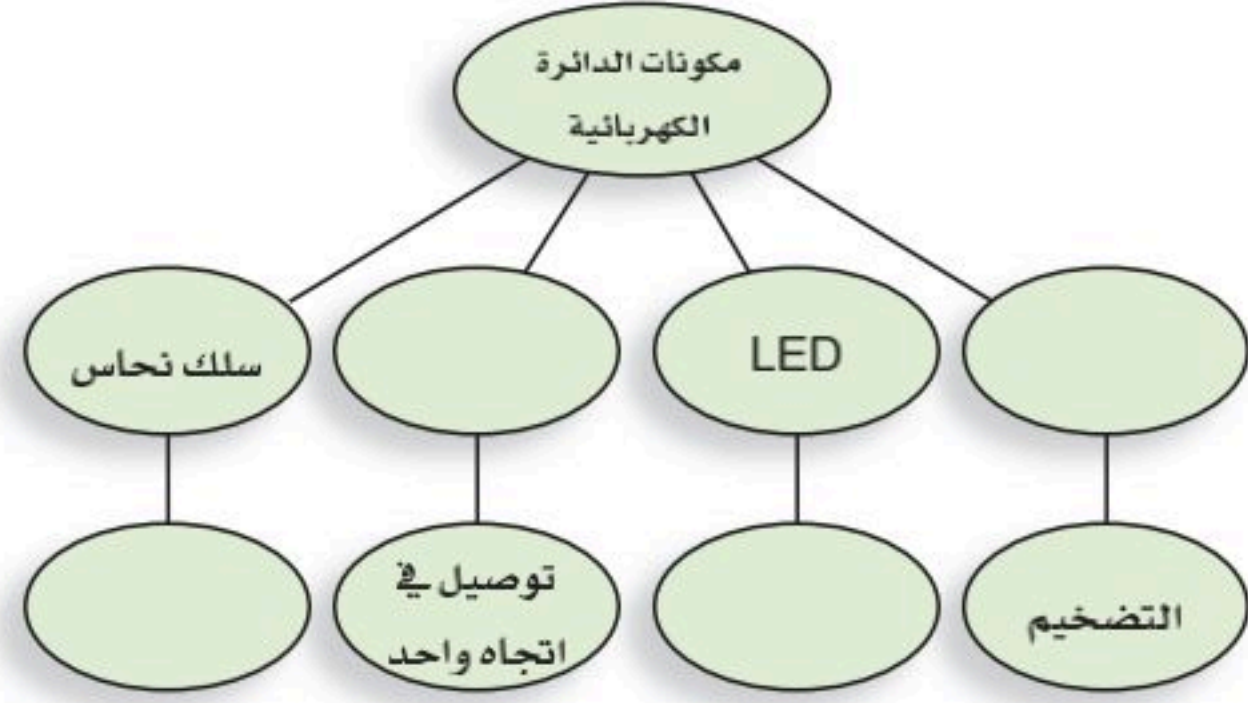 مكونات الدائرة
الكهربائية
سلك نحاس
LED
توصيل في
اتجاه واحد
التضخيم